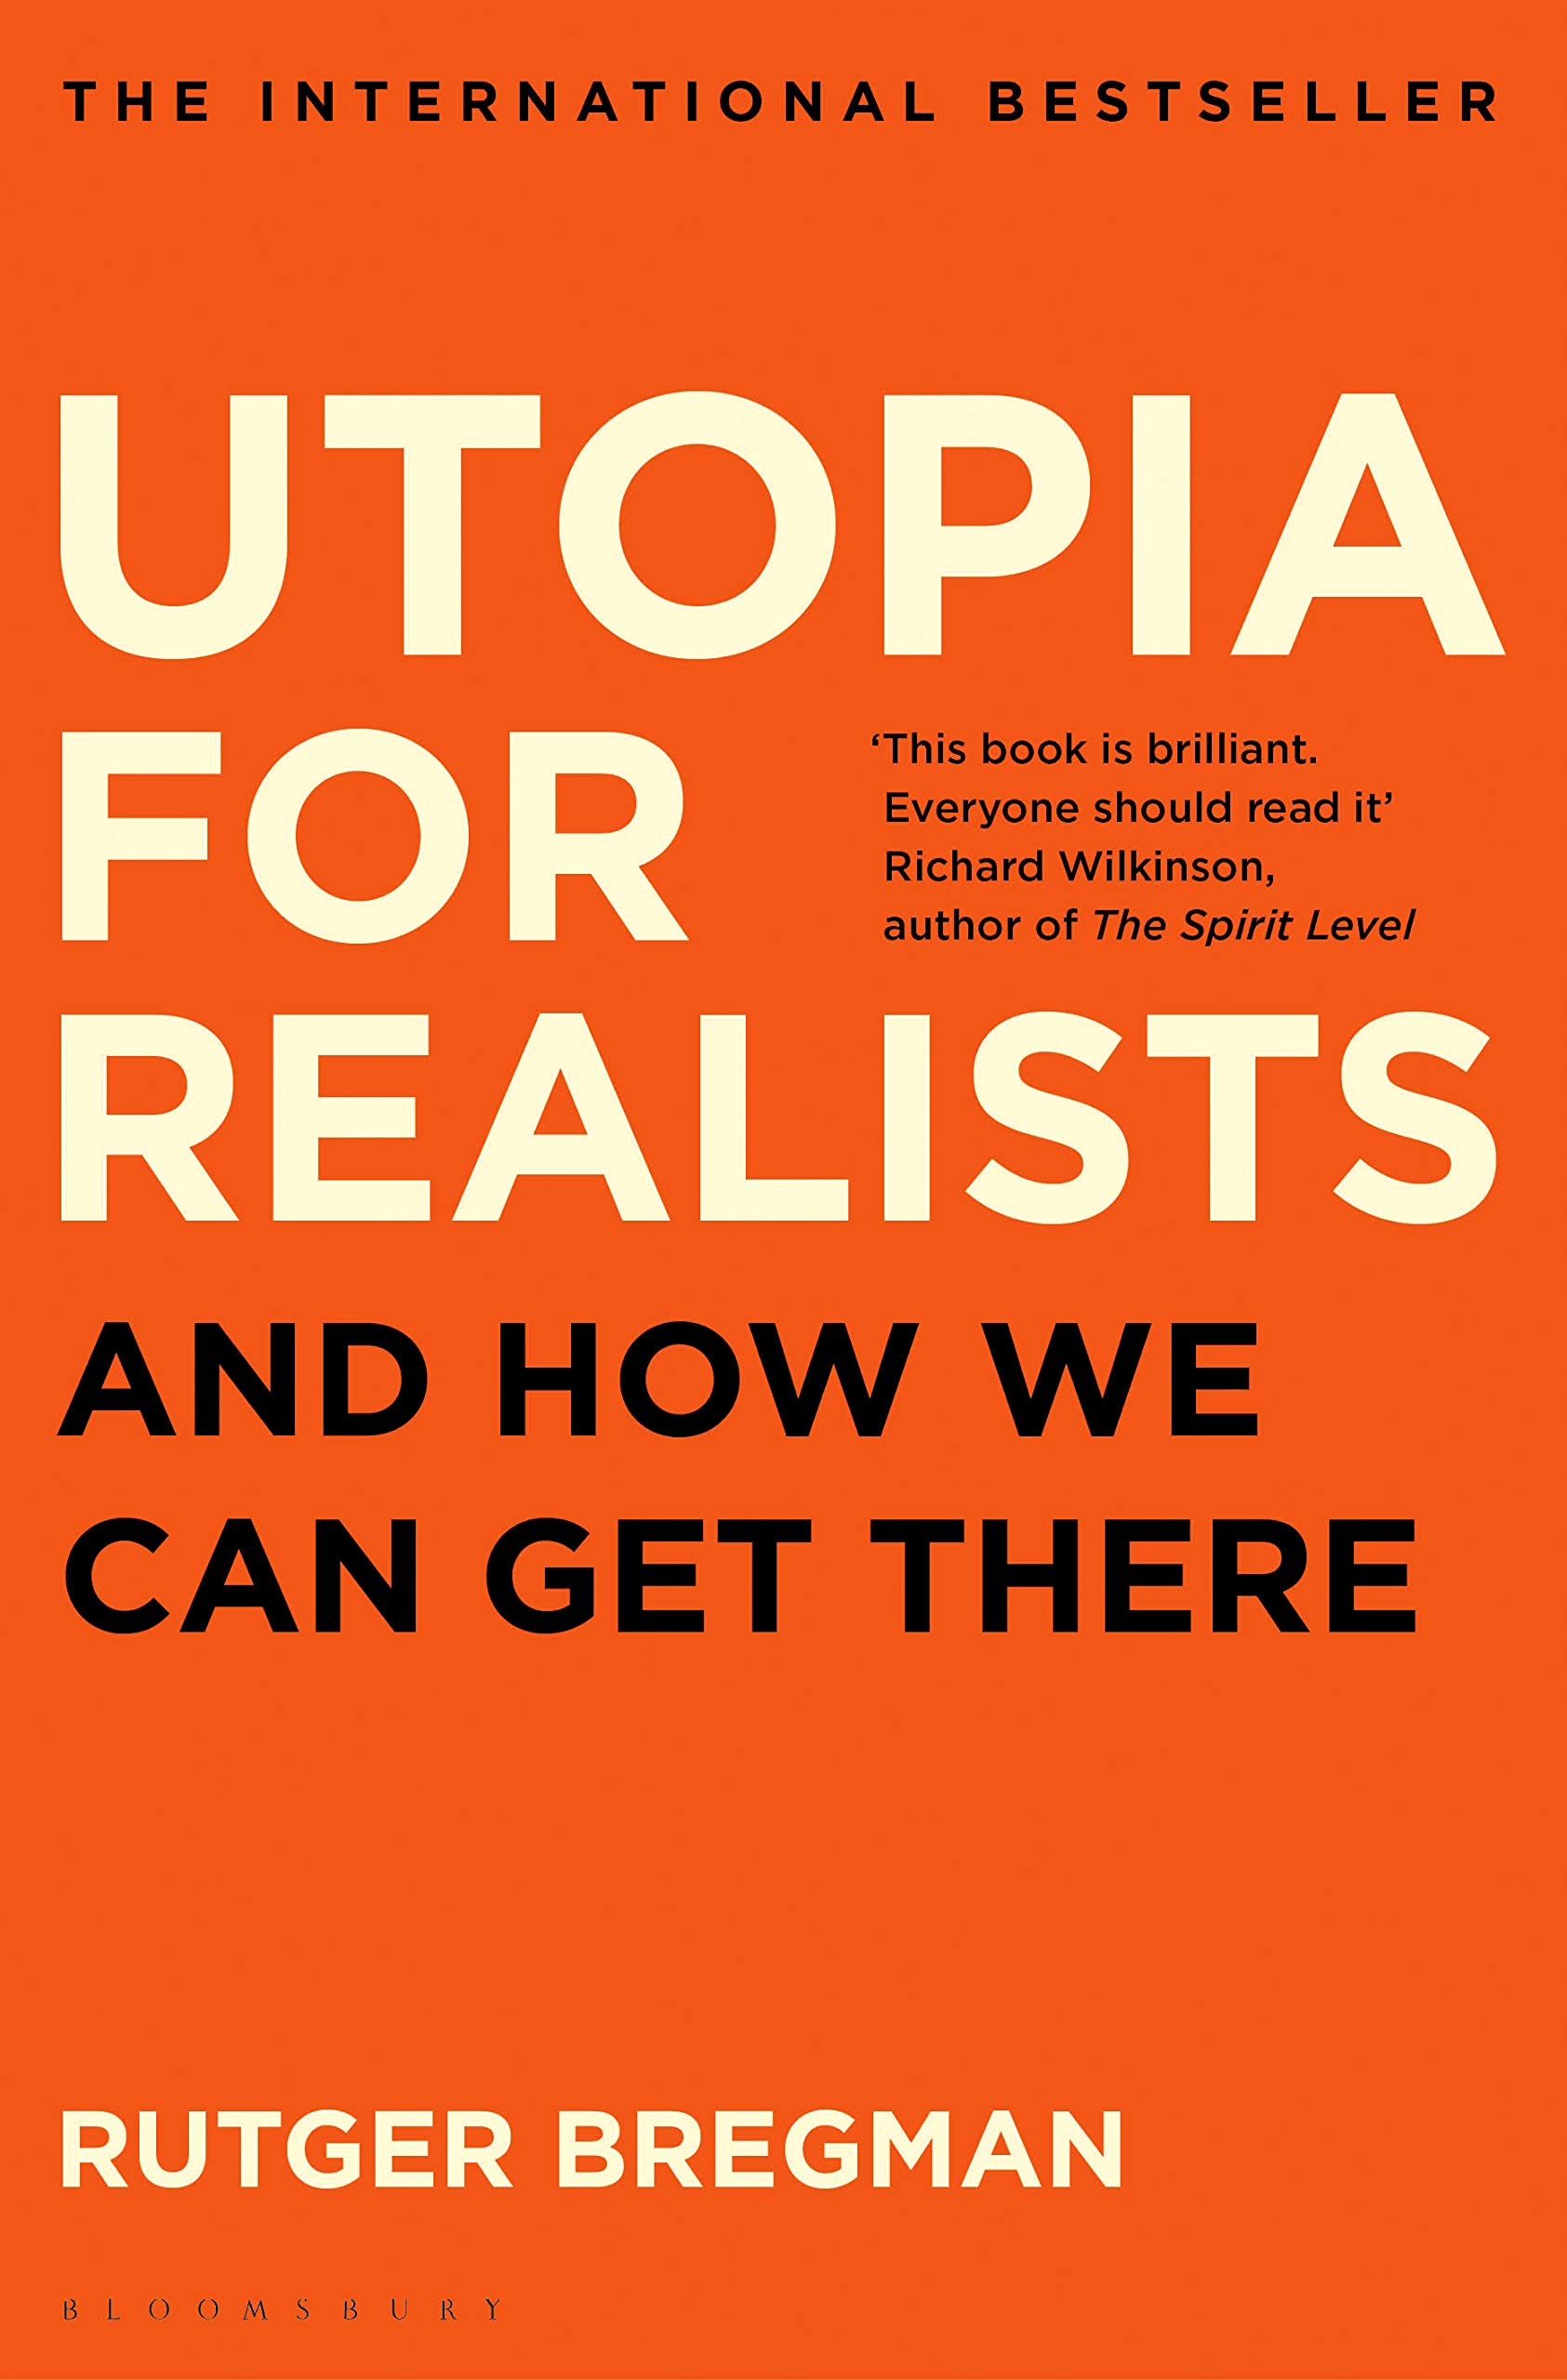 THE INTERNATIONAL BESTSELLER
UTOPIA
FOR
‘This book is brilliant.
Everyone should read it’
Richard Wilkinson,
author of The Spirit Level
REALISTS
AND HOW WE
CAN GET THERE
RUTGER BREGMAN
BLOOMSBURY